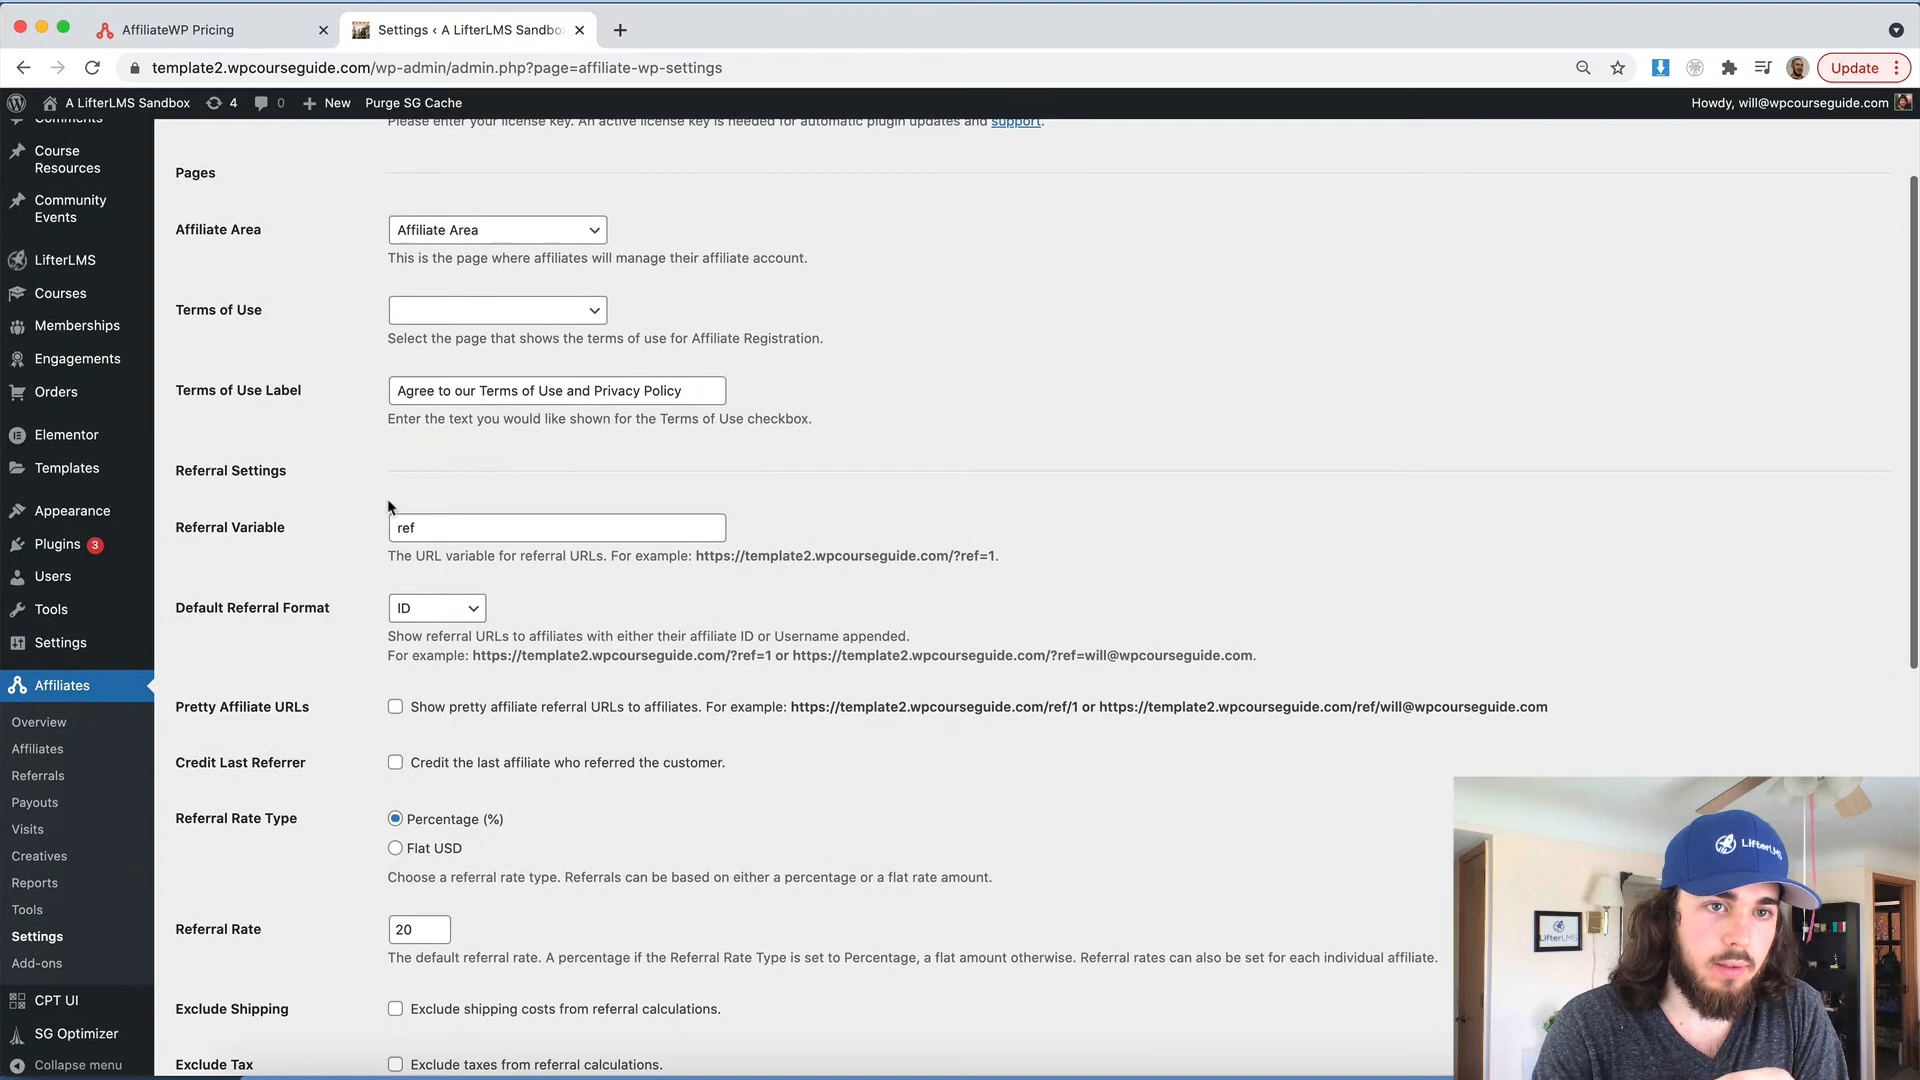 AffiliateWP Pricing
Settings ‹ A LifterLMS Sandbo
template2.wpcourseguide.com/wp-admin/admin.php?page=affiliate-wp-settings
Update
A LifterLMS Sandbox
4
0
New
Purge SG Cache
Howdy, will@wpcourseguide.com
Comments
Course Resources
Community Events
LifterLMS
Courses
Memberships
Engagements
Orders
Elementor
Templates
Appearance
Plugins 3
Users
Tools
Settings
Affiliates
Overview
Affiliates
Referrals
Payouts
Visits
Creatives
Reports
Tools
Settings
Add-ons
CPT UI
SG Optimizer
Collapse menu
Please enter your license key. An active license key is needed for automatic plugin updates and support.
Pages
Affiliate Area
Affiliate Area
This is the page where affiliates will manage their affiliate account.
Terms of Use
Select the page that shows the terms of use for Affiliate Registration.
Terms of Use Label
Agree to our Terms of Use and Privacy Policy
Enter the text you would like shown for the Terms of Use checkbox.
Referral Settings
Referral Variable
ref
The URL variable for referral URLs. For example: https://template2.wpcourseguide.com/?ref=1.
Default Referral Format
ID
Show referral URLs to affiliates with either their affiliate ID or Username appended.
For example: https://template2.wpcourseguide.com/?ref=1 or https://template2.wpcourseguide.com/?ref=will@wpcourseguide.com.
Pretty Affiliate URLs
Show pretty affiliate referral URLs to affiliates. For example: https://template2.wpcourseguide.com/ref/1 or https://template2.wpcourseguide.com/ref/will@wpcourseguide.com
Credit Last Referrer
Credit the last affiliate who referred the customer.
Referral Rate Type
Percentage (%)
Flat USD
Choose a referral rate type. Referrals can be based on either a percentage or a flat rate amount.
Referral Rate
20
The default referral rate. A percentage if the Referral Rate Type is set to Percentage, a flat amount otherwise. Referral rates can also be set for each individual affiliate.
Exclude Shipping
Exclude shipping costs from referral calculations.
Exclude Tax
Exclude taxes from referral calculations.
LifterLMS
LifterLMS